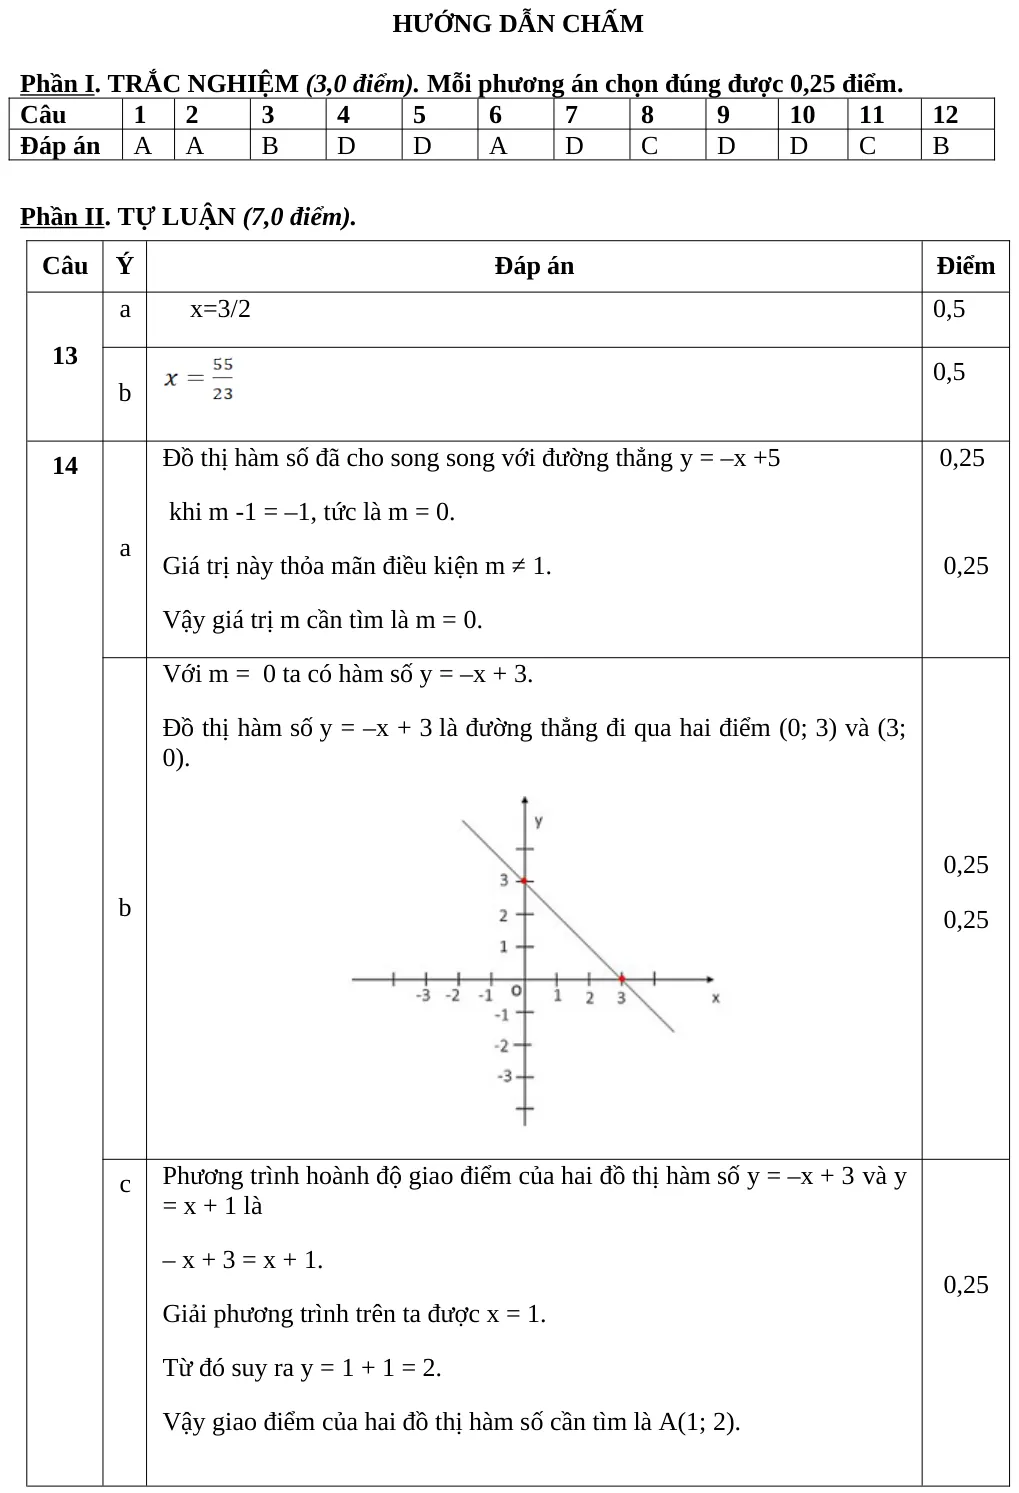 HƯỚNG DẪN CHẤM
Phần I. TRẮC NGHIỆM (3,0 điểm). Mỗi phương án chọn đúng được 0,25 điểm.
Câu 1 2 3 4 5 6 7 8 9 10 11 12
Đáp án A A B D D A D C D D C B
Phần II. TỰ LUẬN (7,0 điểm).
Câu Ý Đáp án Điểm
13
a x=3/2 0,5
b x = 55/23 0,5
14
a
Đồ thị hàm số đã cho song song với đường thẳng y = –x +5 0,25
khi m -1 = –1, tức là m = 0.
Giá trị này thỏa mãn điều kiện m ≠ 1. 0,25
Vậy giá trị m cần tìm là m = 0.
b
Với m = 0 ta có hàm số y = –x + 3.
Đồ thị hàm số y = –x + 3 là đường thẳng đi qua hai điểm (0; 3) và (3;
0).
y
3
2
1
-3 -2 -1 O 1 2 3 x
-1
-2
-3
0,25
0,25
c
Phương trình hoành độ giao điểm của hai đồ thị hàm số y = –x + 3 và y
= x + 1 là
– x + 3 = x + 1.
0,25
Giải phương trình trên ta được x = 1.
Từ đó suy ra y = 1 + 1 = 2.
Vậy giao điểm của hai đồ thị hàm số cần tìm là A(1; 2).